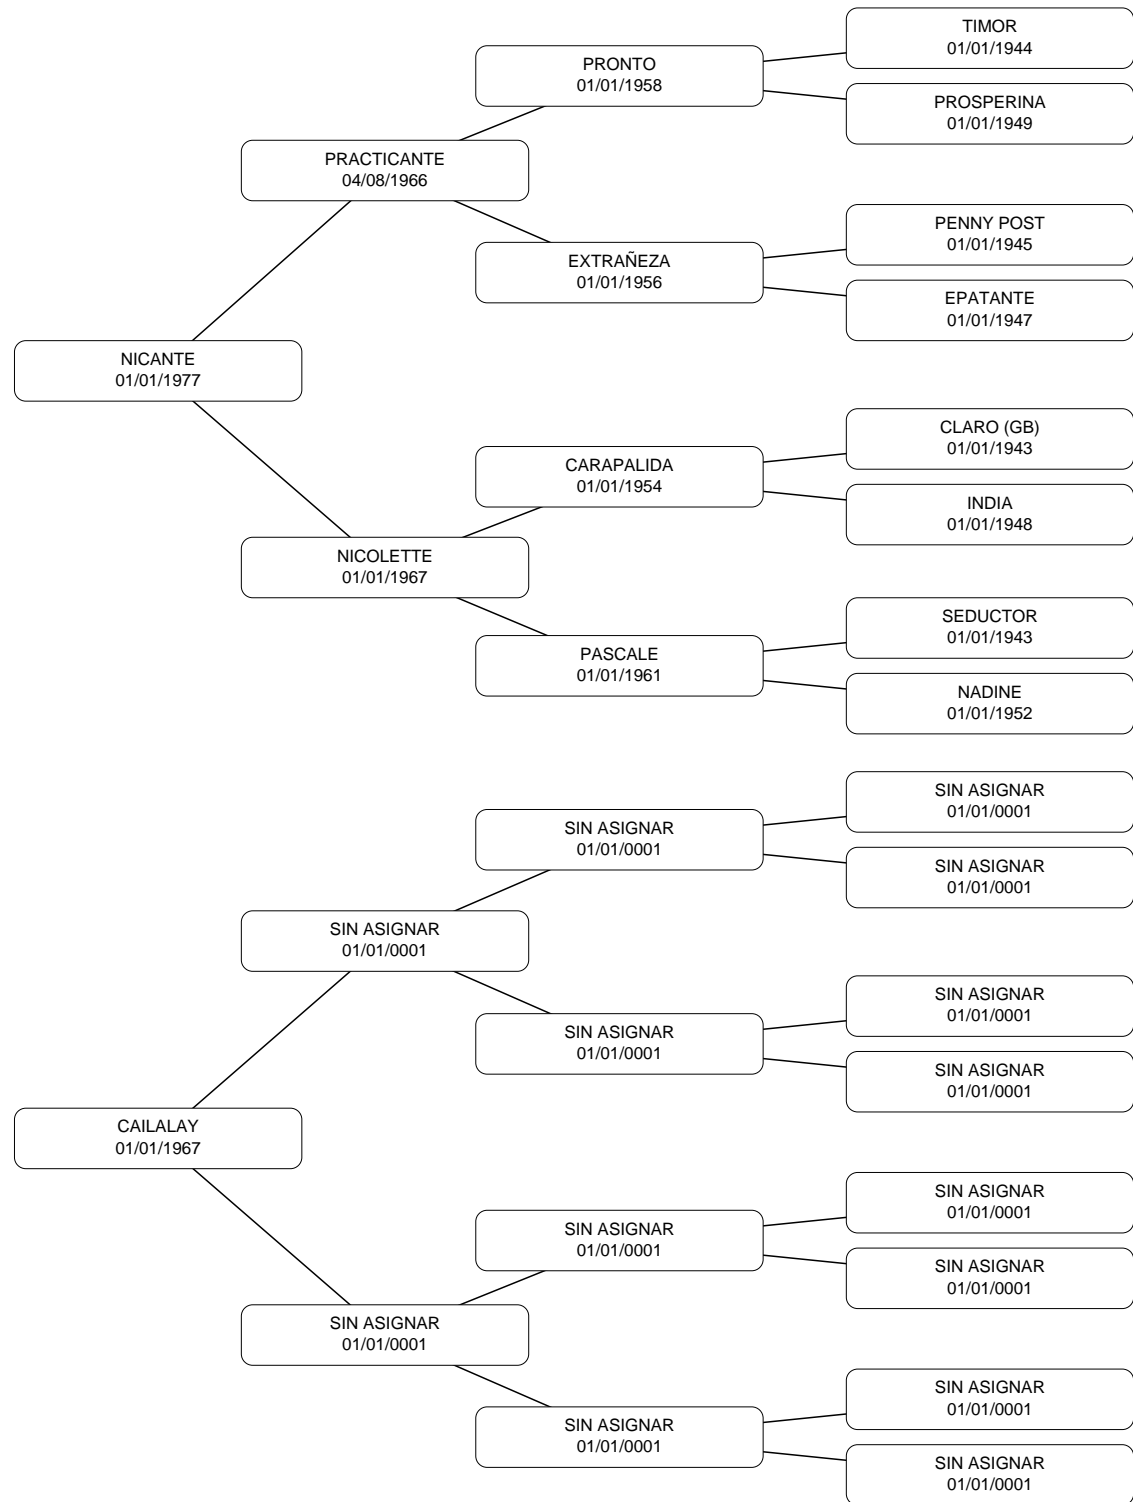 TIMOR
01/01/1944
PRONTO
01/01/1958
PROSPERINA
01/01/1949
PRACTICANTE
04/08/1966
PENNY POST
01/01/1945
EXTRAÑEZA
01/01/1956
EPATANTE
01/01/1947
NICANTE
01/01/1977
CLARO (GB)
01/01/1943
CARAPALIDA
01/01/1954
INDIA
01/01/1948
NICOLETTE
01/01/1967
SEDUCTOR
01/01/1943
PASCALE
01/01/1961
NADINE
01/01/1952
SIN ASIGNAR
01/01/0001
SIN ASIGNAR
01/01/0001
SIN ASIGNAR
01/01/0001
SIN ASIGNAR
01/01/0001
SIN ASIGNAR
01/01/0001
SIN ASIGNAR
01/01/0001
SIN ASIGNAR
01/01/0001
CAILALAY
01/01/1967
SIN ASIGNAR
01/01/0001
SIN ASIGNAR
01/01/0001
SIN ASIGNAR
01/01/0001
SIN ASIGNAR
01/01/0001
SIN ASIGNAR
01/01/0001
SIN ASIGNAR
01/01/0001
SIN ASIGNAR
01/01/0001